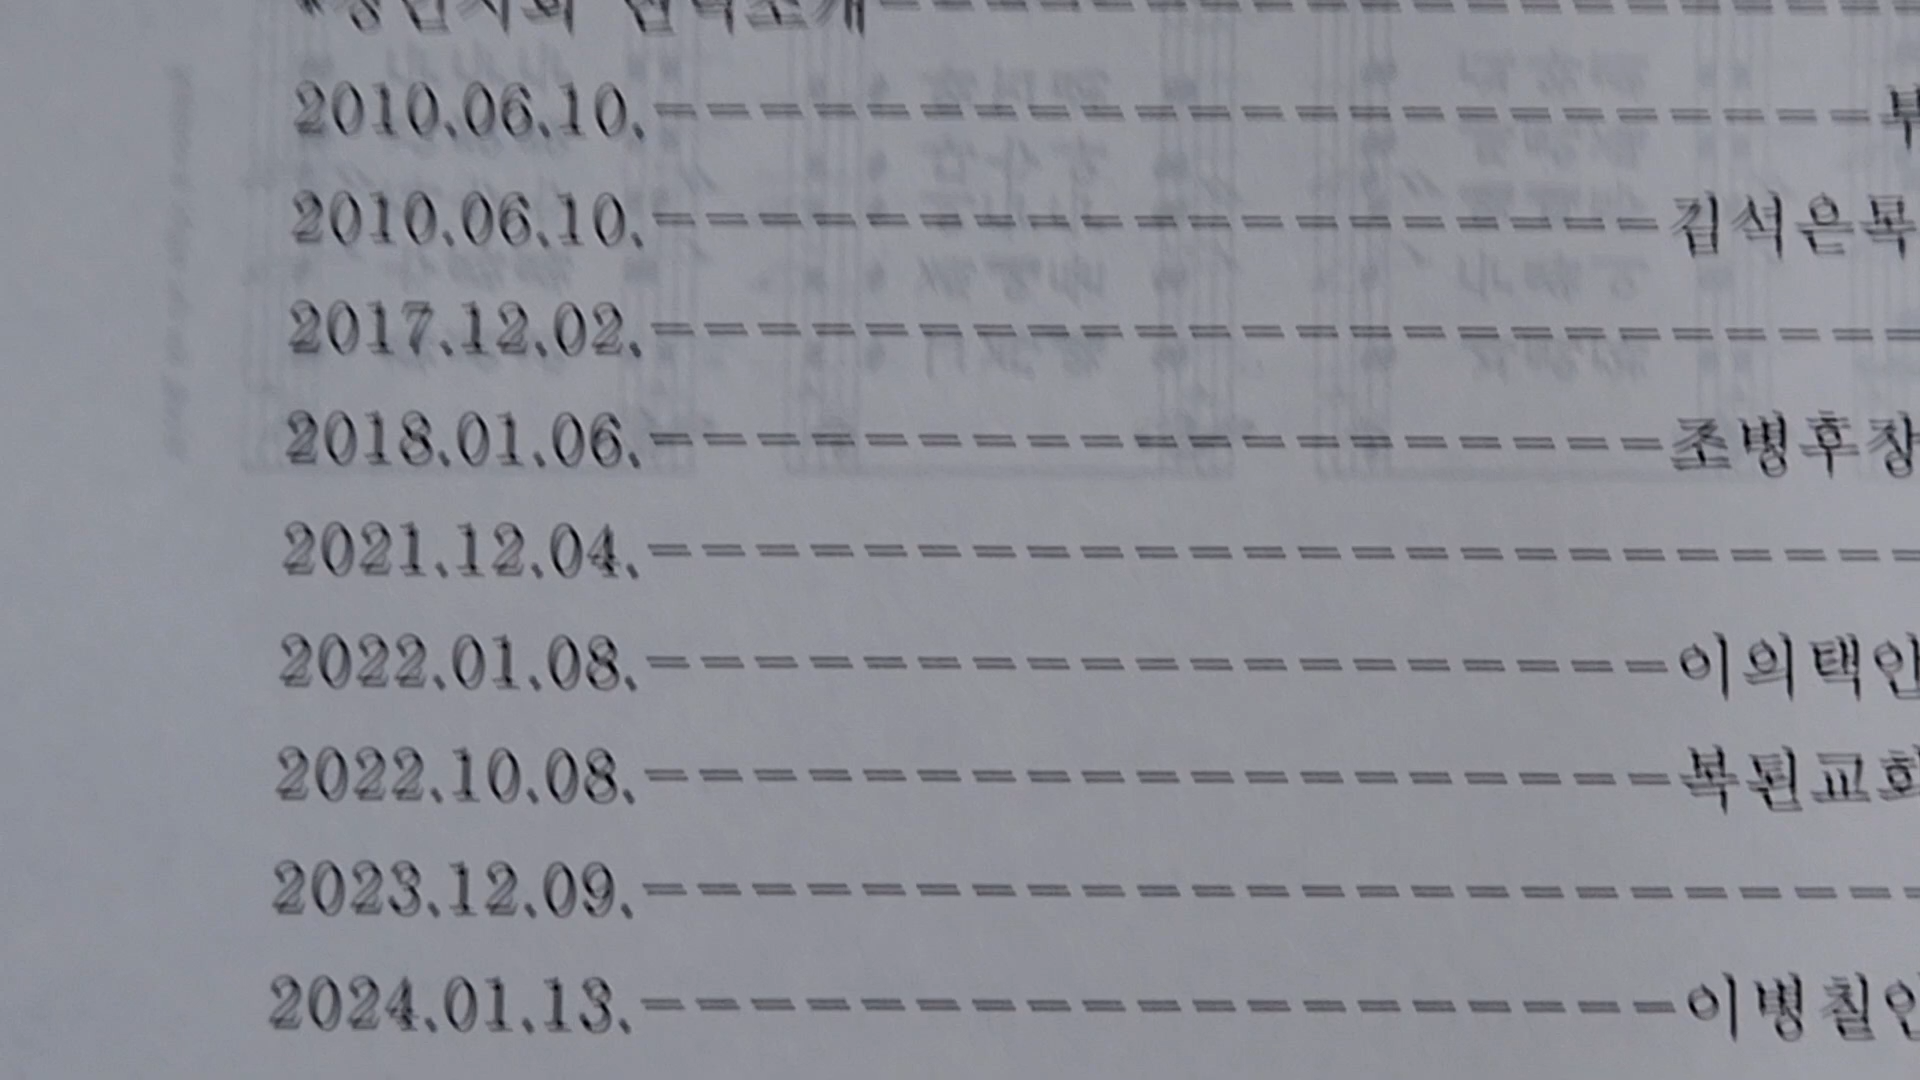 2010.06.10.-----------------------
2010.06.10.-------------------김석은목
2017.12.02.------------------------
2018.01.06.-------------------조병후장
2021.12.04.------------------------
2022.01.08.-------------------이의택안
2022.10.08.-------------------복된교회
2023.12.09.------------------------
2024.01.13.-------------------이병칠안